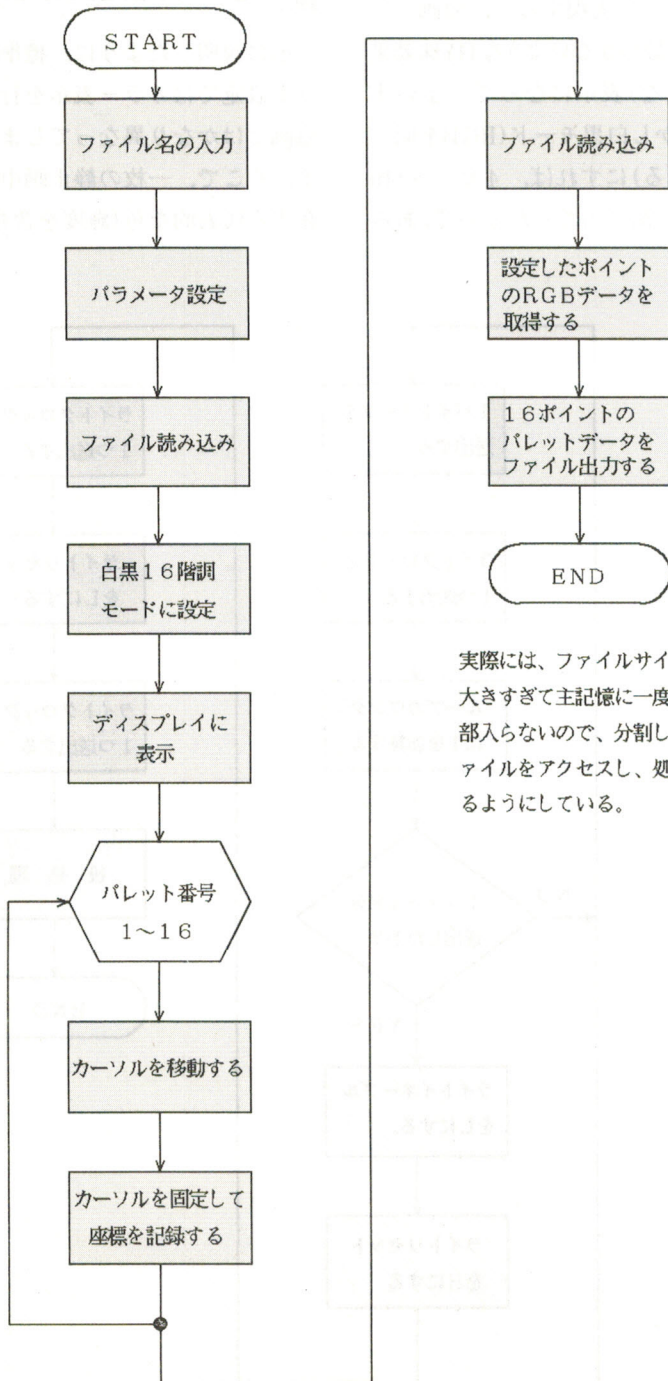 START
ファイル名の入力
パラメータ設定
ファイル読み込み
白黒16階調
モードに設定
ディスプレイに
表示
パレット番号
1～16
カーソルを移動する
カーソルを固定して
座標を記録する
ファイル読み込み
設定したポイント
のRGBデータを
取得する
16ポイントの
パレットデータを
ファイル出力する
END
実際には、ファイルサイ
大きすぎて主記憶に一度
部入らないので、分割し
ァイルをアクセスし、処
るようにしている。